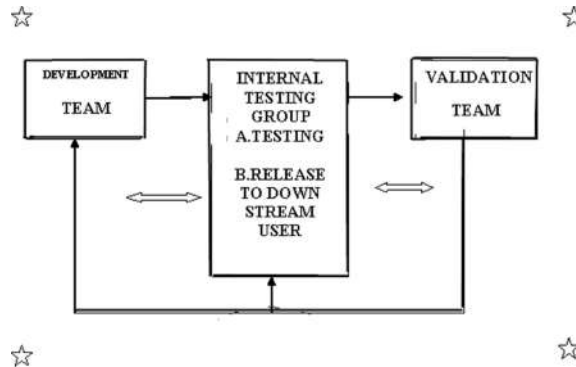 DEVELOPMENT
TEAM
INTERNAL
TESTING
GROUP
A.TESTING
B.RELEASE
TO DOWN
STREAM
USER
VALIDATION
TEAM